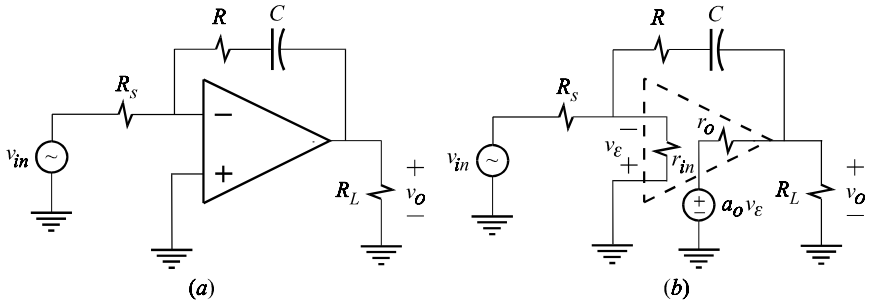 R C R C
R_s R_s r_o
− −
v_in ~ v_ε v_in ~
+ + r_in
+ v_o − R_L
+ − a_o v_ε R_L + v_o −
(a) (b)